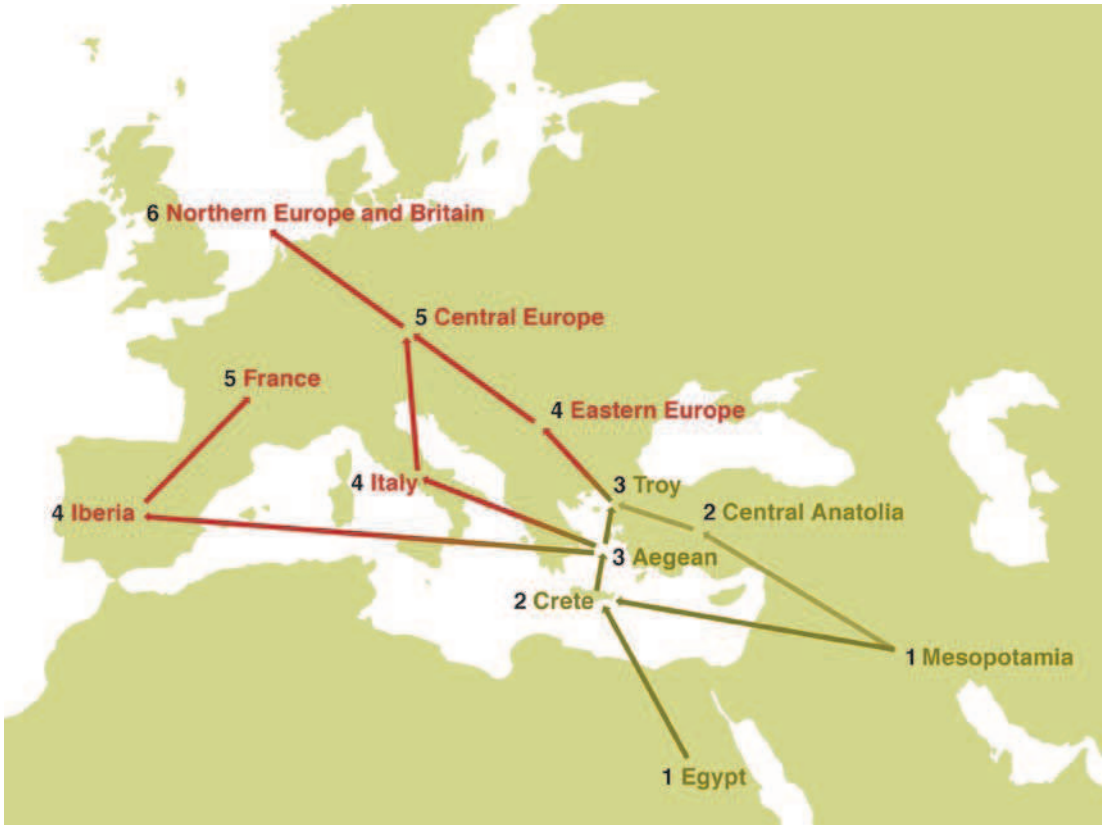 6 Northern Europe and Britain
5 Central Europe
5 France
4 Eastern Europe
4 Italy
3 Troy
4 Iberia
2 Central Anatolia
3 Aegean
2 Crete
1 Mesopotamia
1 Egypt